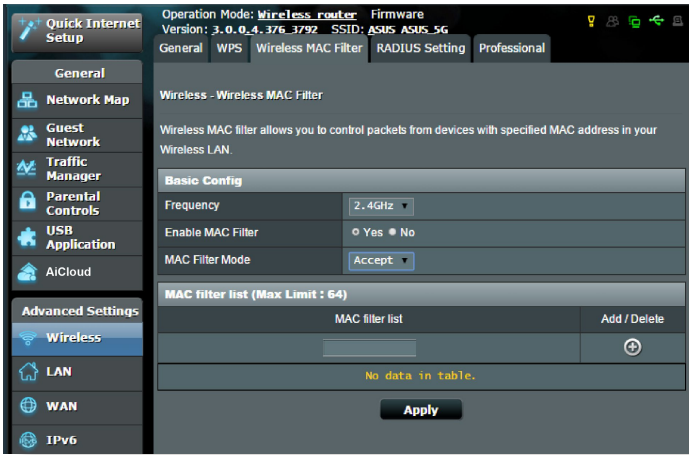 Quick Internet
Setup
General
Network Map
Guest
Network
Traffic
Manager
Parental
Controls
USB
Application
AiCloud
Advanced Settings
Wireless
LAN
WAN
IPv6
Operation Mode: Wireless router Firmware
Version: 3.0.0.4.376_3792 SSID: ASUS ASUS_5G
General WPS Wireless MAC Filter RADIUS Setting Professional
Wireless - Wireless MAC Filter
Wireless MAC filter allows you to control packets from devices with specified MAC address in your
Wireless LAN.
Basic Config
Frequency 2.4GHz
Enable MAC Filter Yes No
MAC Filter Mode Accept
MAC filter list (Max Limit : 64)
MAC filter list Add / Delete
No data in table.
Apply